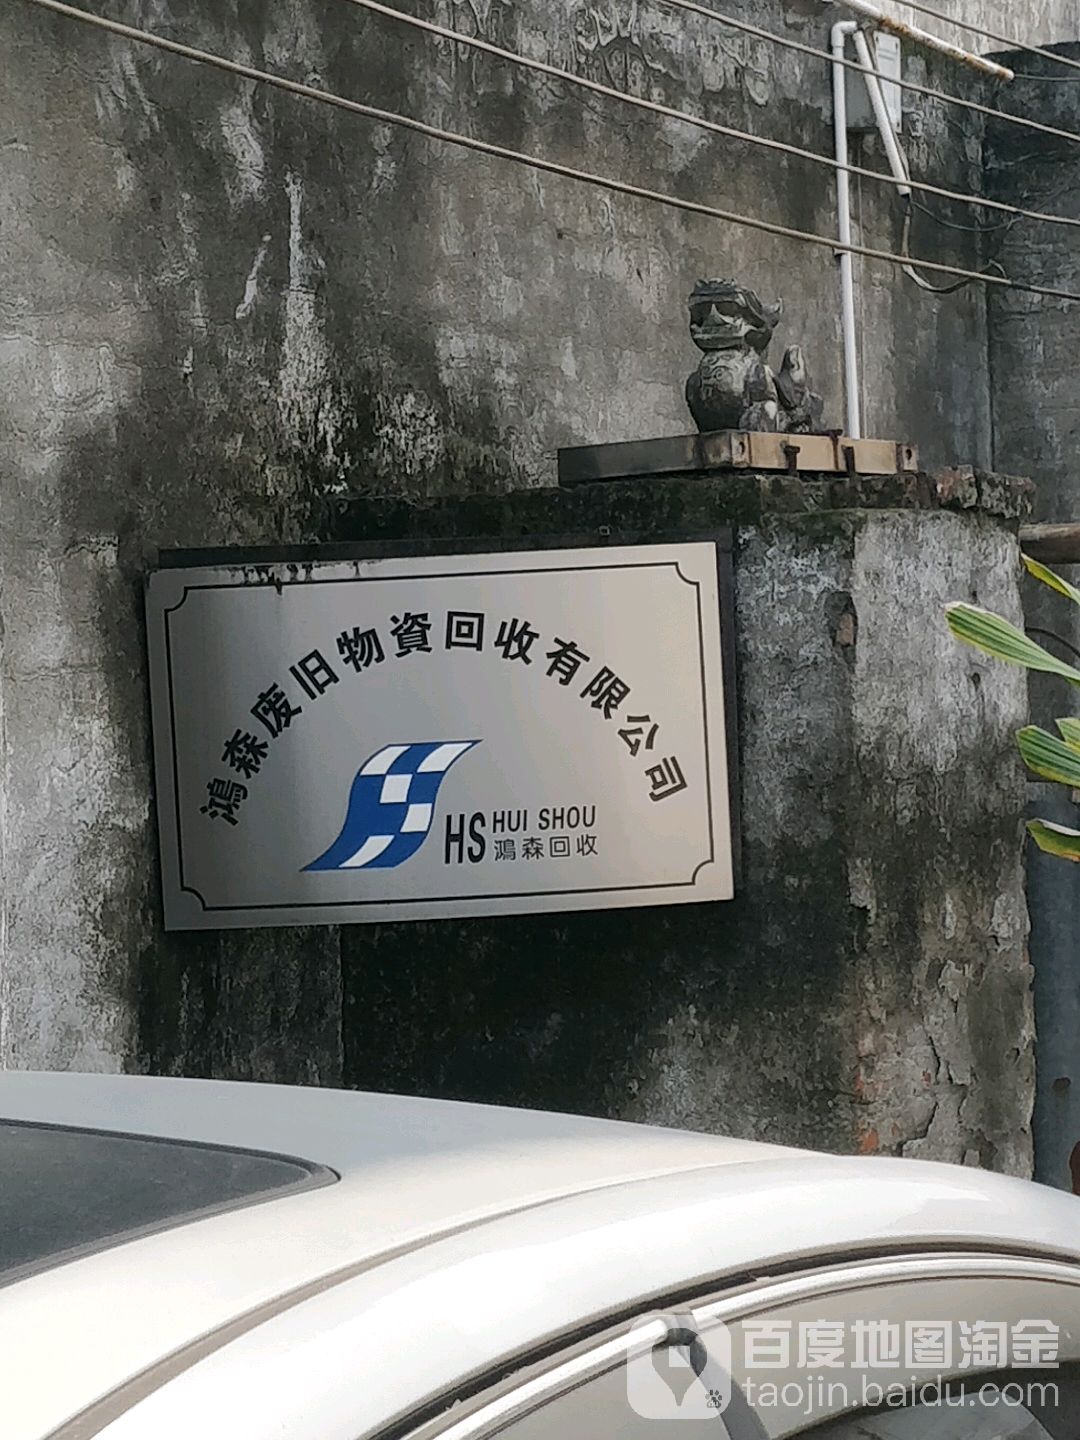 鴻森废旧物資回收有限公司
HS HUI SHOU
鴻森回收
百度地图淘金
taojin.baidu.com